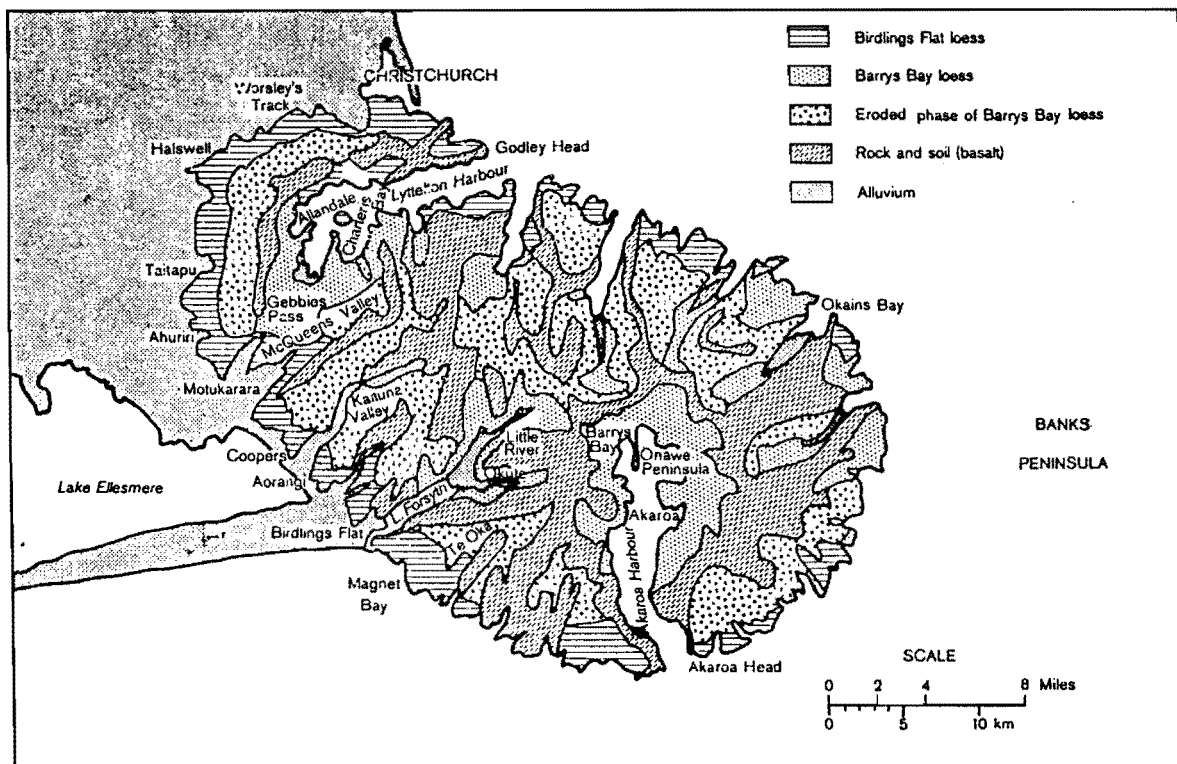 Birdlings Flat loess
Barrys Bay loess
Eroded phase of Barrys Bay loess
Rock and soil (basalt)
Alluvium
CHRISTCHURCH
Worsley's
Track
Halswell
Godley Head
Lyttelton Harbour
Allandale
Charteris
Bay
Taitapu
Gebbies
Pass
McQueens Valley
Ahuriri
Motukarara
Okains Bay
Kaituna
Valley
Coopers
Aorangi
Little
River
Barrys
Bay
Onawe
Peninsula
BANKS
PENINSULA
Lake Ellesmere
L. Forsyth
Akaroa
Birdlings Flat
Te Oka
Magnet
Bay
Akaroa Harbour
Akaroa Head
SCALE
0 2 4 8 Miles
0 5 10 km